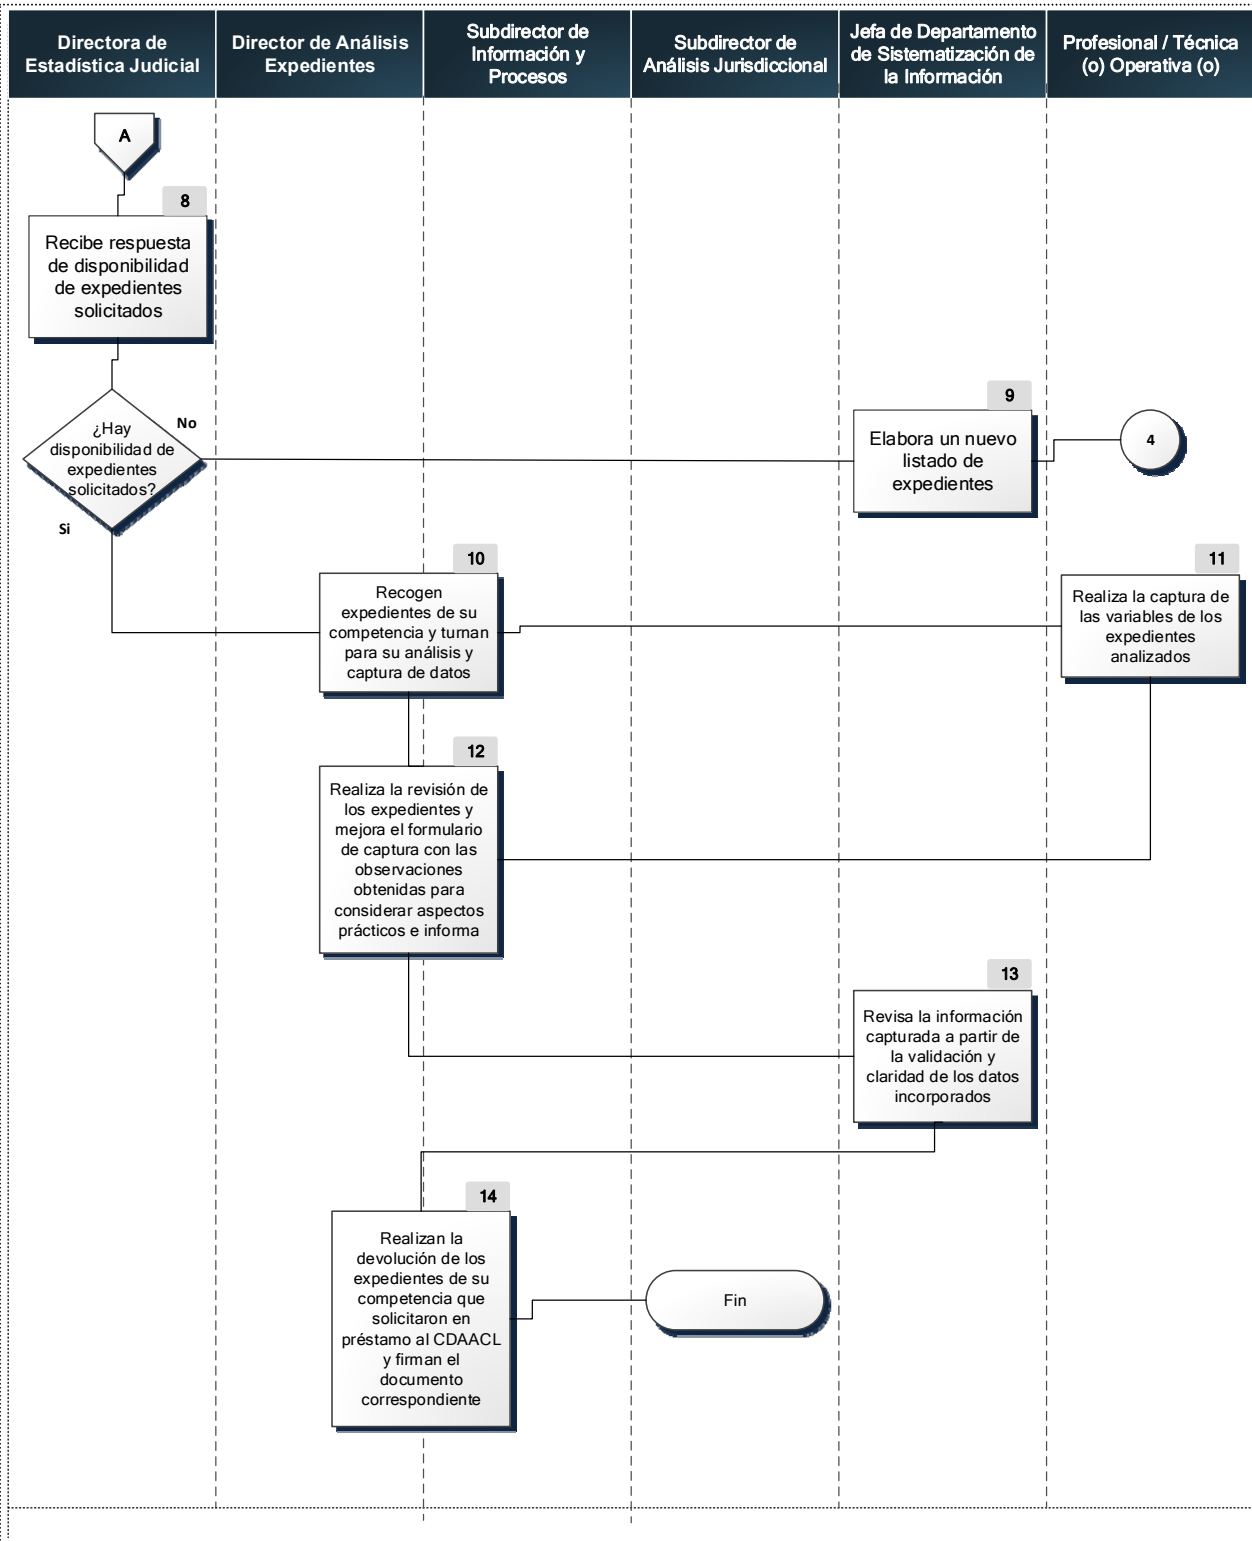 Directora de
Estadística Judicial
Director de Análisis
Expedientes
Subdirector de
Información y
Procesos
Subdirector de
Análisis Jurisdiccional
Jefa de Departamento
de Sistematización de
la Información
Profesional / Técnica
(o) Operativa (o)
A
8
Recibe respuesta
de disponibilidad
de expedientes
solicitados
¿Hay
disponibilidad de
expedientes
solicitados?
No
Si
9
Elabora un nuevo
listado de
expedientes
4
10
Recogen
expedientes de su
competencia y turnan
para su análisis y
captura de datos
11
Realiza la captura de
las variables de los
expedientes
analizados
12
Realiza la revisión de
los expedientes y
mejora el formulario
de captura con las
observaciones
obtenidas para
considerar aspectos
prácticos e informa
13
Revisa la información
capturada a partir de
la validación y
claridad de los datos
incorporados
14
Realizan la
devolución de los
expedientes de su
competencia que
solicitaron en
préstamo al CDAACL
y firman el
documento
correspondiente
Fin